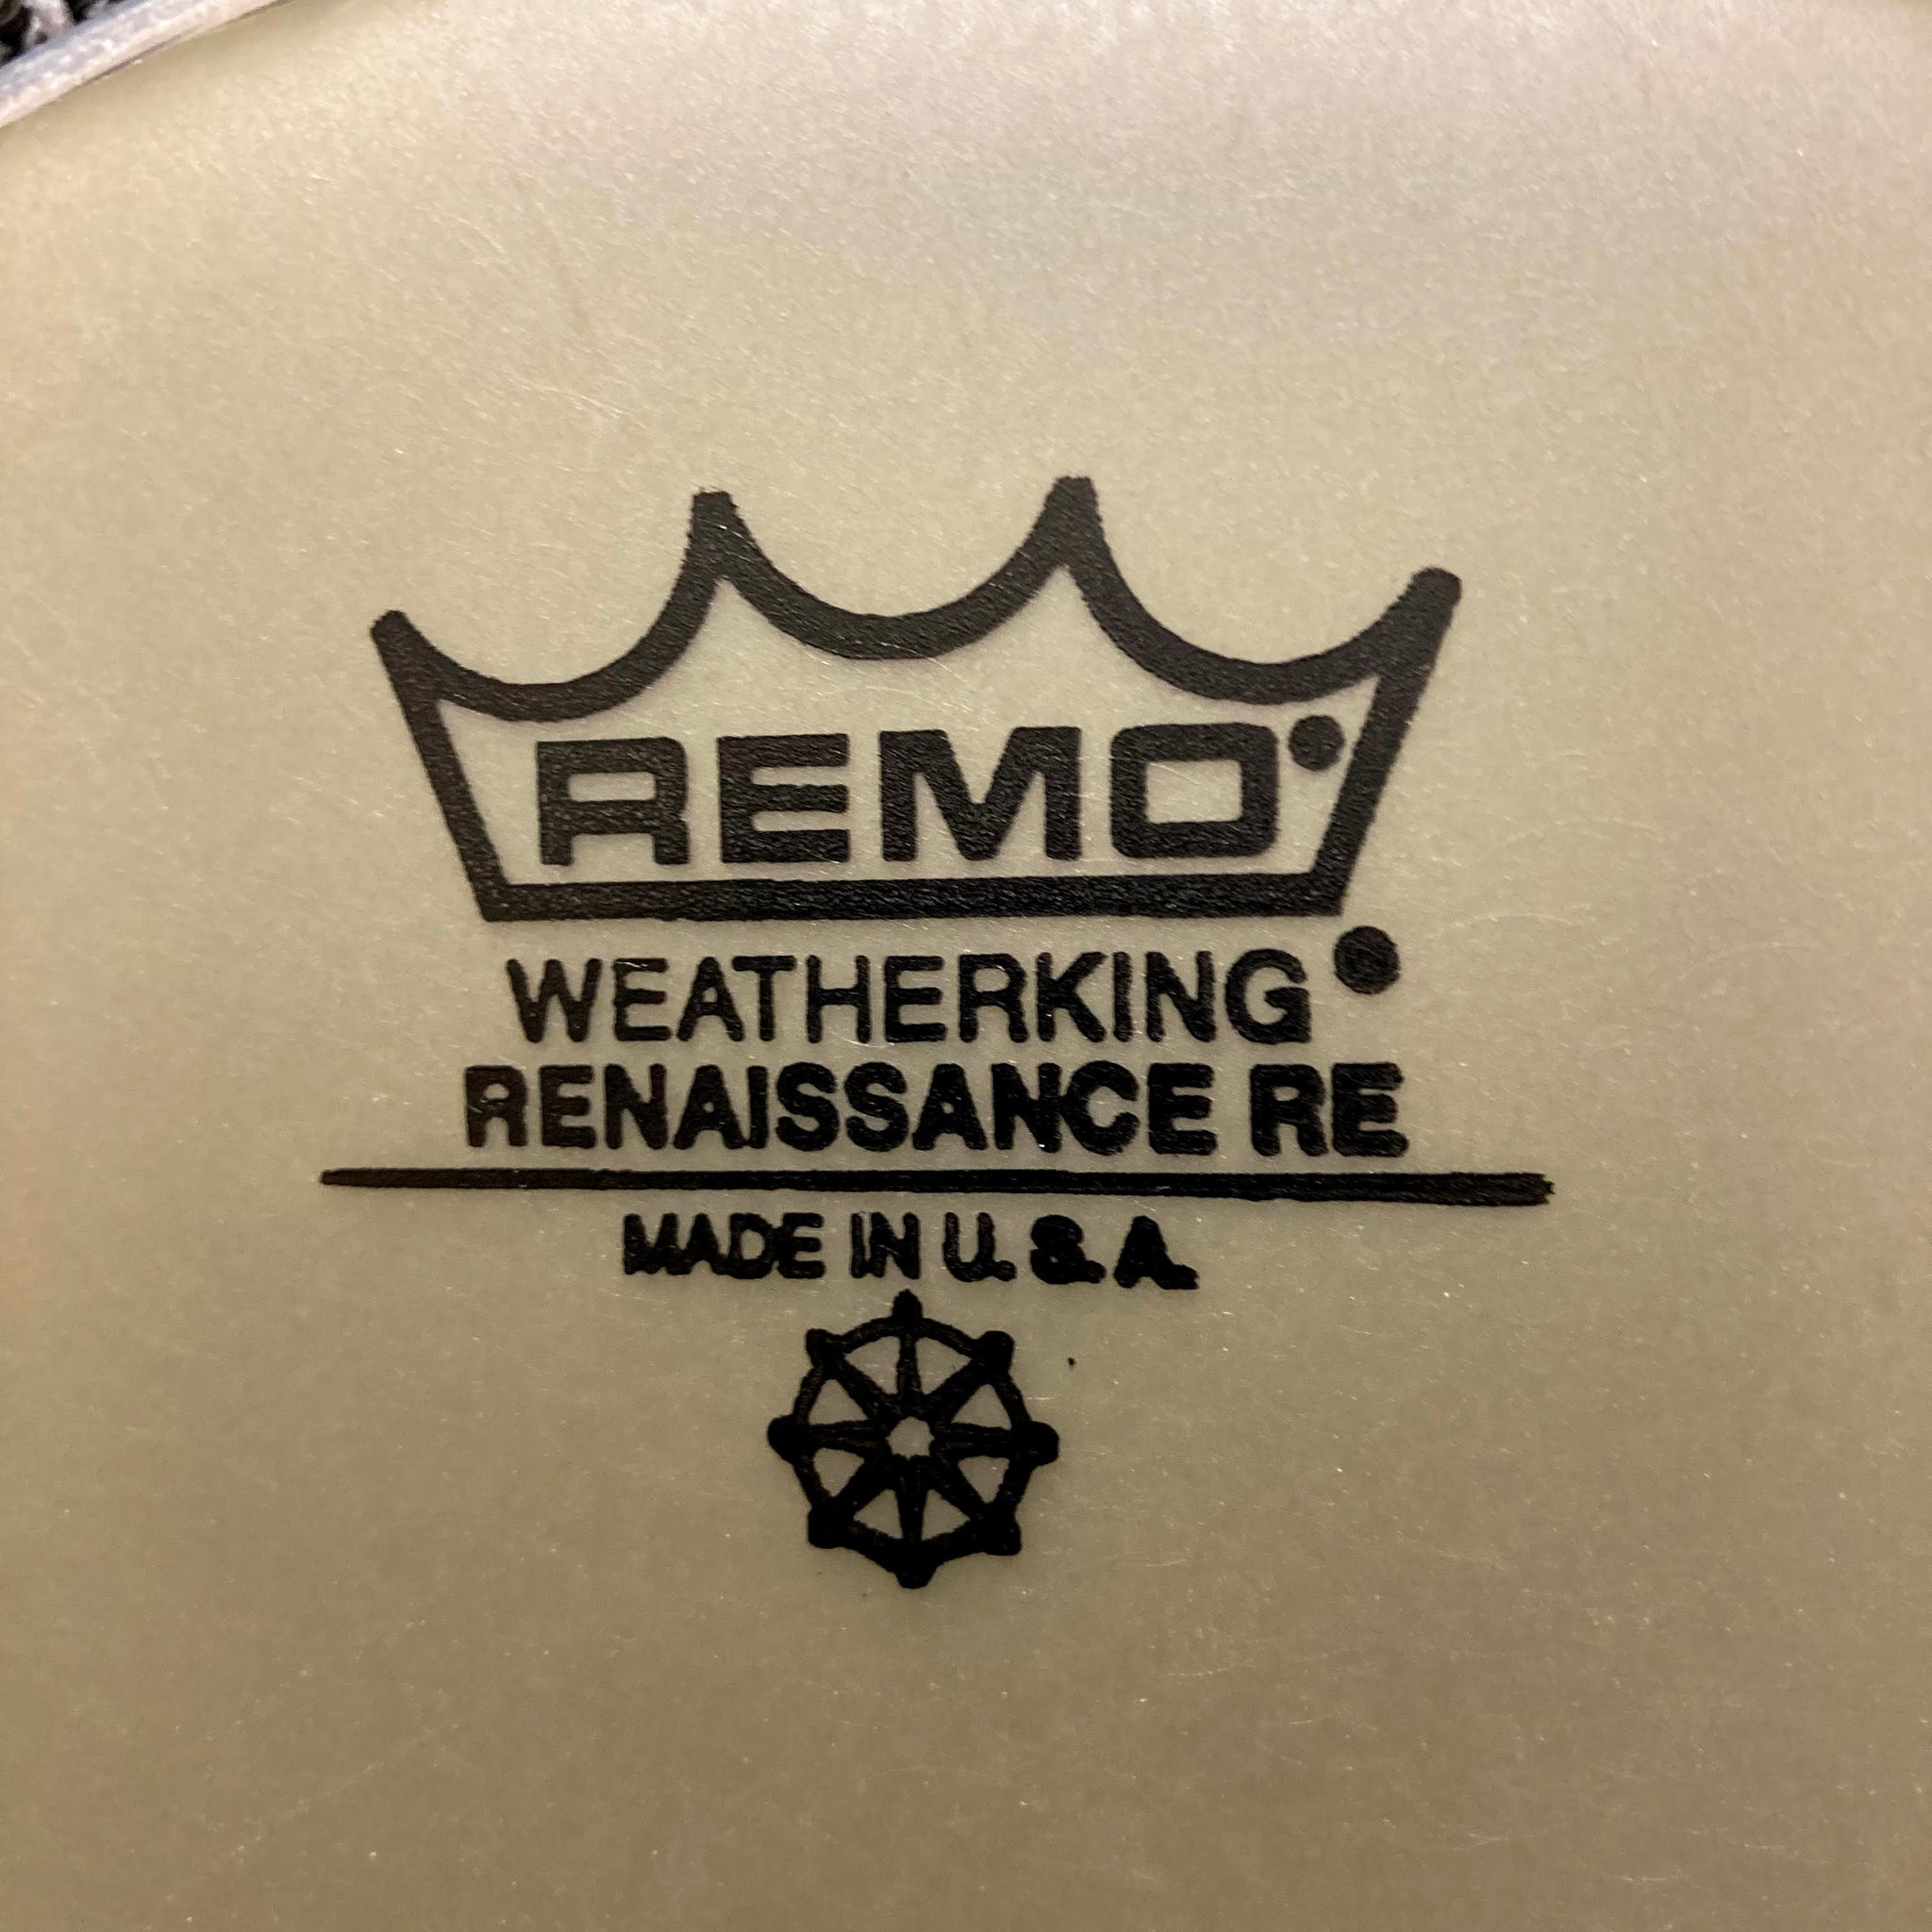 REMO
WEATHERKING
RENAISSANCE RE
MADE IN U.S.A.